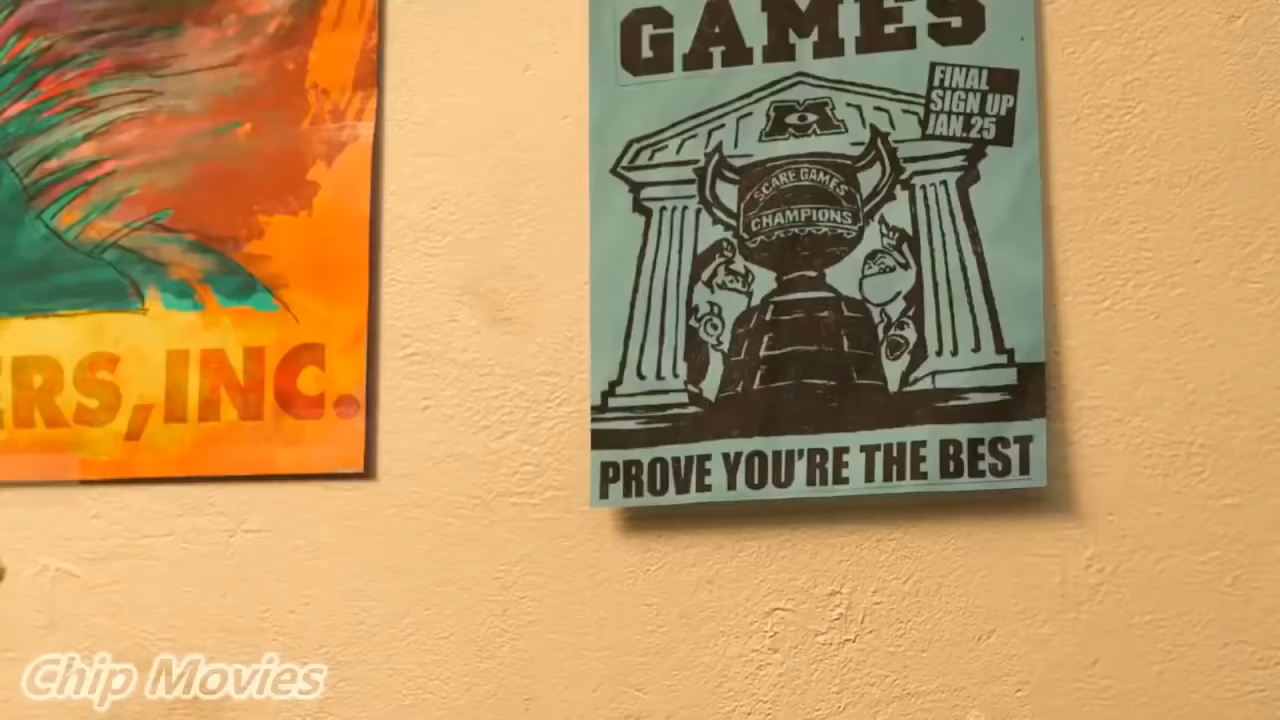 GAMES
FINAL
SIGN UP
JAN.25
SCARE GAMES
CHAMPIONS
ERS, INC.
PROVE YOU'RE THE BEST
Chip Movies